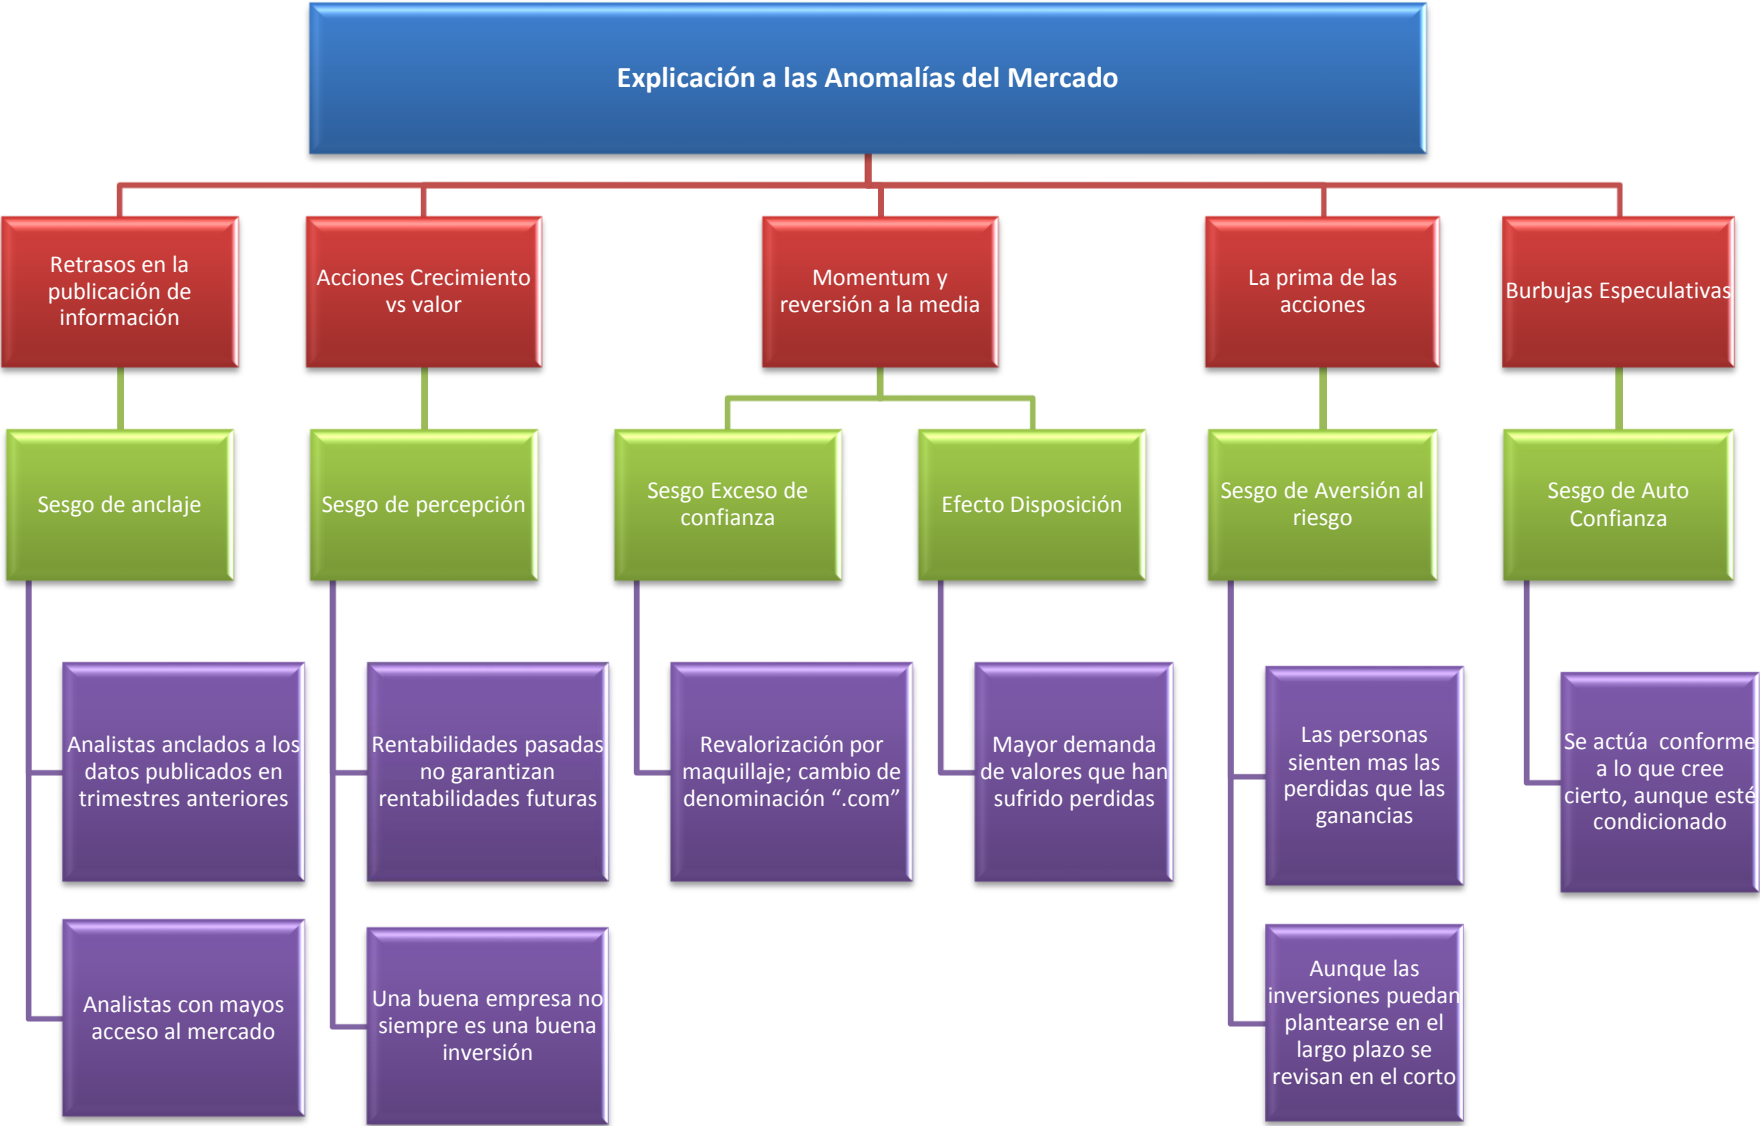 Explicación a las Anomalías del Mercado
Retrasos en la
publicación de
información
Acciones Crecimiento
vs valor
Momentum y
reversión a la media
La prima de las
acciones
Burbujas Especulativas
Sesgo de anclaje
Sesgo de percepción
Sesgo Exceso de
confianza
Efecto Disposición
Sesgo de Aversión al
riesgo
Sesgo de Auto
Confianza
Analistas anclados a los
datos publicados en
trimestres anteriores
Rentabilidades pasadas
no garantizan
rentabilidades futuras
Revalorización por
maquillaje; cambio de
denominación “.com”
Mayor demanda
de valores que han
sufrido perdidas
Las personas
sienten mas las
perdidas que las
ganancias
Se actúa  conforme
a lo que cree
cierto, aunque esté
condicionado
Analistas con mayos
acceso al mercado
Una buena empresa no
siempre es una buena
inversión
Aunque las
inversiones puedan
plantearse en el
largo plazo se
revisan en el corto